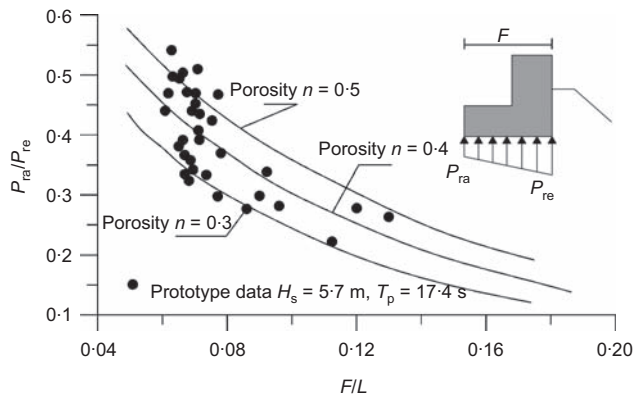 0·6
0·5
0·4
0·3
0·2
0·1
P_ra/P_re
0·04
0·08
0·12
0·16
0·20
F/L
Porosity n = 0·5
Porosity n = 0·4
Porosity n = 0·3
Prototype data H_s = 5·7 m, T_p = 17·4 s
F
P_ra
P_re